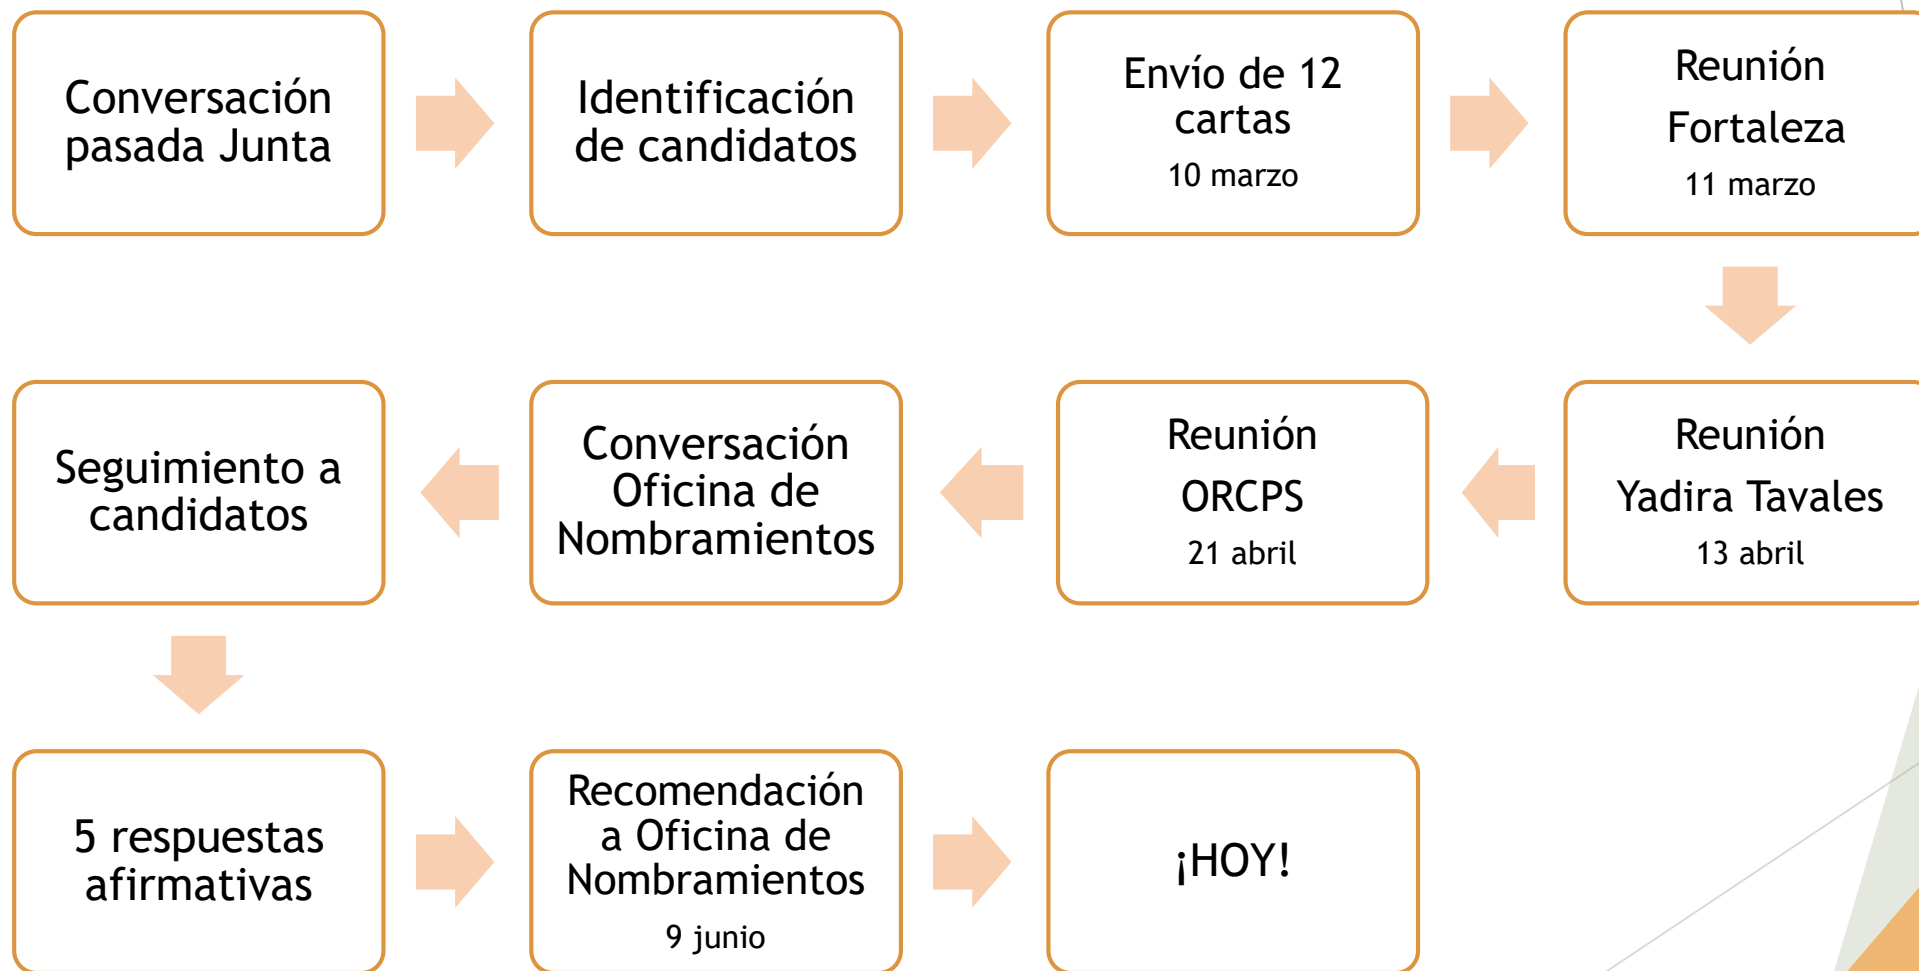 Conversación
pasada Junta
Identificación
de candidatos
Envío de 12
cartas
10 marzo
Reunión
Fortaleza
11 marzo
Reunión
Yadira Tavales
13 abril
Reunión
ORCPS
21 abril
Conversación
Oficina de
Nombramientos
Seguimiento a
candidatos
5 respuestas
afirmativas
Recomendación
a Oficina de
Nombramientos
9 junio
¡HOY!